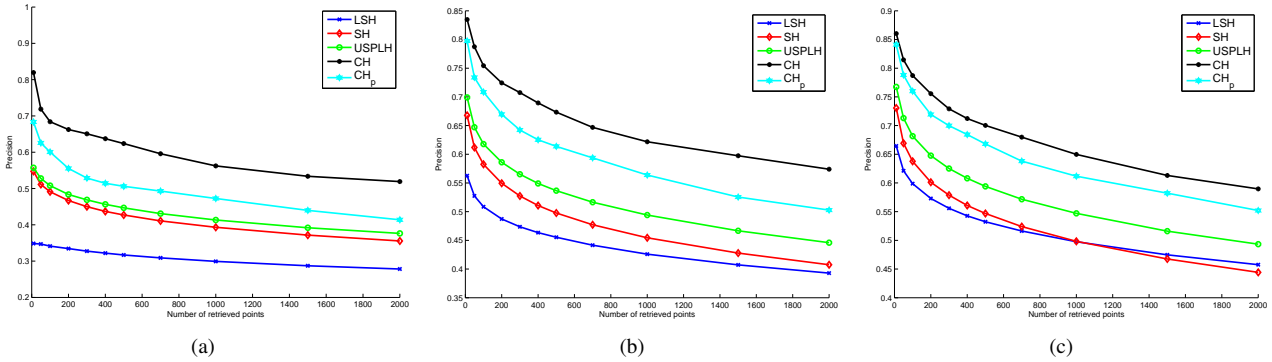 1
0.9
0.8
0.7
0.6
0.5
0.4
0.3
0.2
Precision
0 200 400 600 800 1000 1200 1400 1600 1800 2000
Number of retrieved points
LSH
SH
USPLH
CH
CHp
(a)
0.85
0.8
0.75
0.7
0.65
0.6
0.55
0.5
0.45
0.4
0.35
Precision
0 200 400 600 800 1000 1200 1400 1600 1800 2000
Number of retrieved points
LSH
SH
USPLH
CH
CHp
(b)
0.9
0.85
0.8
0.75
0.7
0.65
0.6
0.55
0.5
0.45
0.4
Precision
0 200 400 600 800 1000 1200 1400 1600 1800 2000
Number of retrieved points
LSH
SH
USPLH
CH
CHp
(c)